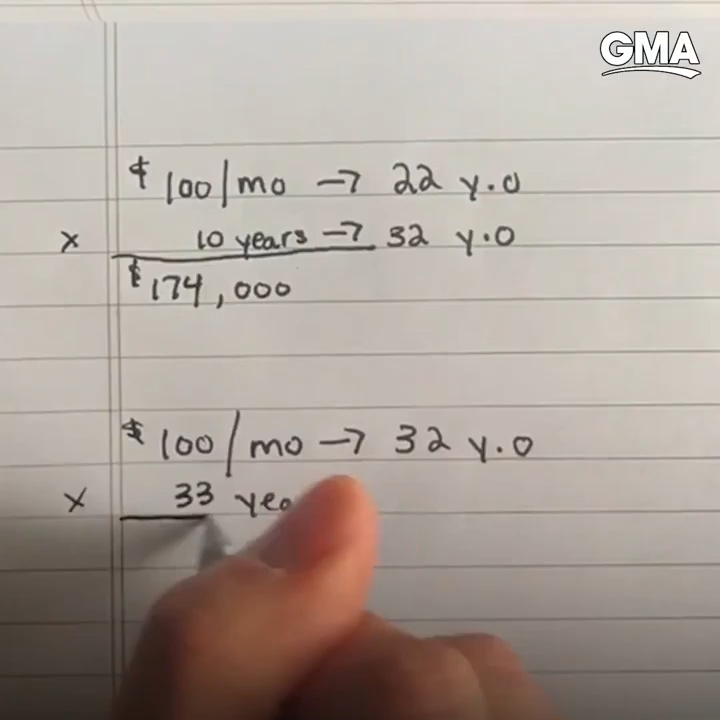 GMA
$100/mo → 22 y.o
x 10 years → 32 y.o
$174,000
$100/mo → 32 y.o
x 33